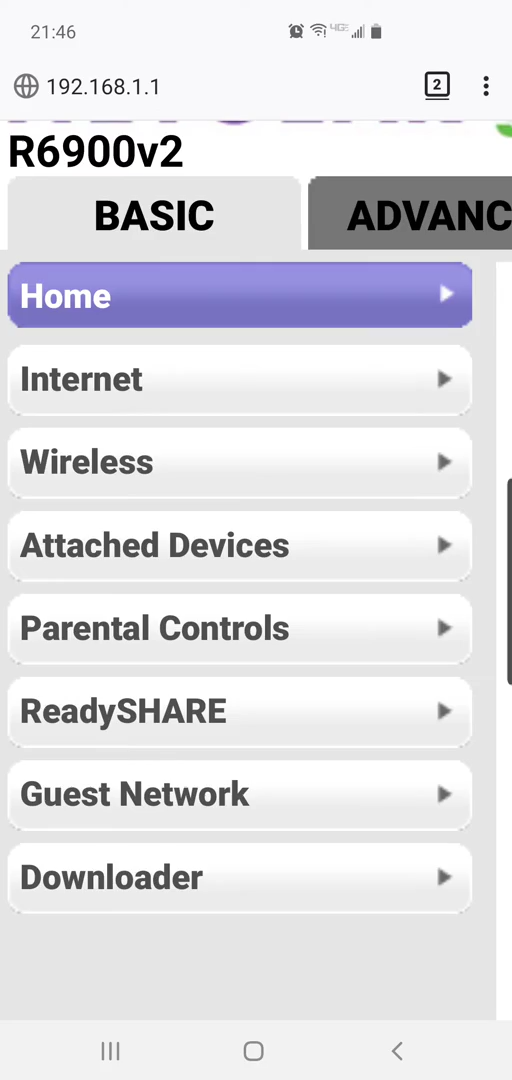 21:46
4GE
192.168.1.1
2
R6900v2
BASIC
ADVANC
Home
Internet
Wireless
Attached Devices
Parental Controls
ReadySHARE
Guest Network
Downloader